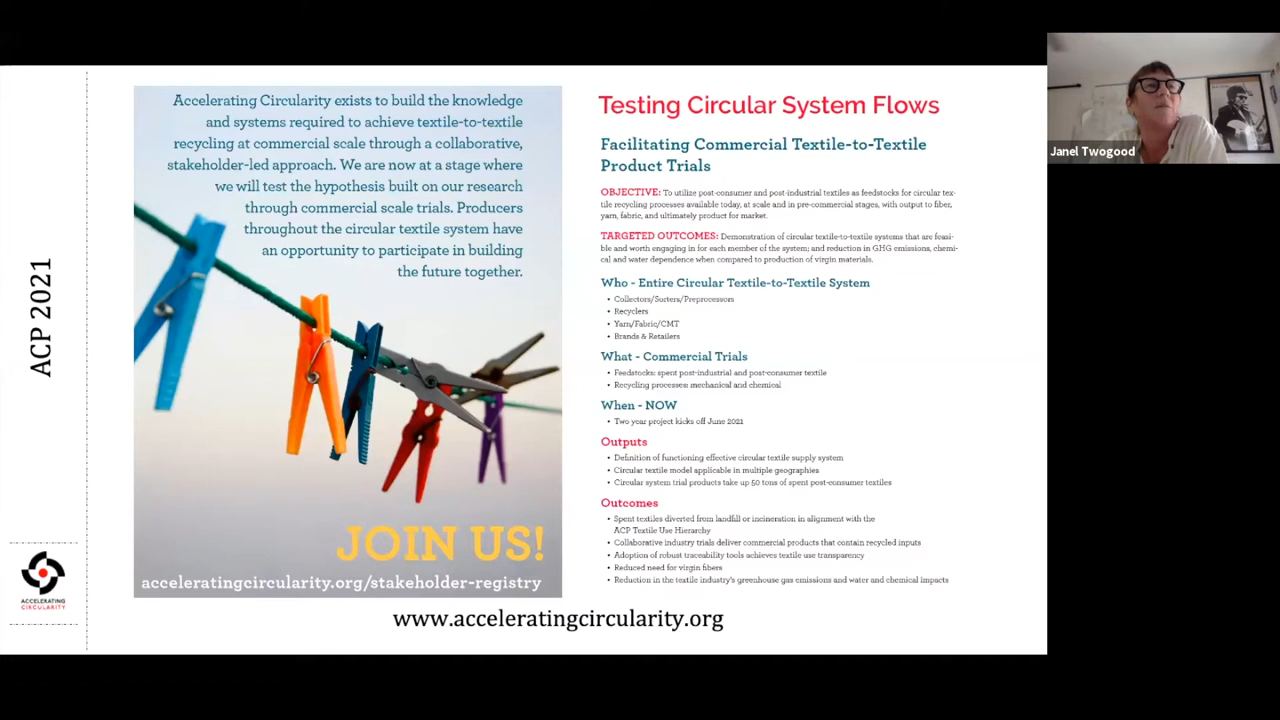 ACP 2021
ACCELERATING
CIRCULARITY
Accelerating Circularity exists to build the knowledge
and systems required to achieve textile-to-textile
recycling at commercial scale through a collaborative,
stakeholder-led approach. We are now at a stage where
we will test the hypothesis built on our research
through commercial scale trials. Producers
throughout the circular textile system have
an opportunity to participate in building
the future together.
JOIN US!
acceleratingcircularity.org/stakeholder-registry
Testing Circular System Flows
Facilitating Commercial Textile-to-Textile
Product Trials
OBJECTIVE: To utilize post-consumer and post-industrial textiles as feedstocks for circular tex-
tile recycling processes available today, at scale and in pre-commercial stages, with output to fiber,
yarn, fabric, and ultimately product for market.
TARGETED OUTCOMES: Demonstration of circular textile-to-textile systems that are feasi-
ble and worth engaging in for each member of the system; and reduction in GHG emissions, chemi-
cal and water dependence when compared to production of virgin materials.
Who - Entire Circular Textile-to-Textile System
• Collectors/Sorters/Preprocessors
• Recyclers
• Yarn/Fabric/CMT
• Brands & Retailers
What - Commercial Trials
• Feedstocks: spent post-industrial and post-consumer textile
• Recycling processes: mechanical and chemical
When - NOW
• Two year project kicks off June 2021
Outputs
• Definition of functioning effective circular textile supply system
• Circular textile model applicable in multiple geographies
• Circular system trial products take up 50 tons of spent post-consumer textiles
Outcomes
• Spent textiles diverted from landfill or incineration in alignment with the
ACP Textile Use Hierarchy
• Collaborative industry trials deliver commercial products that contain recycled inputs
• Adoption of robust traceability tools achieves textile use transparency
• Reduced need for virgin fibers
• Reduction in the textile industry's greenhouse gas emissions and water and chemical impacts
www.acceleratingcircularity.org
Janel Twogood